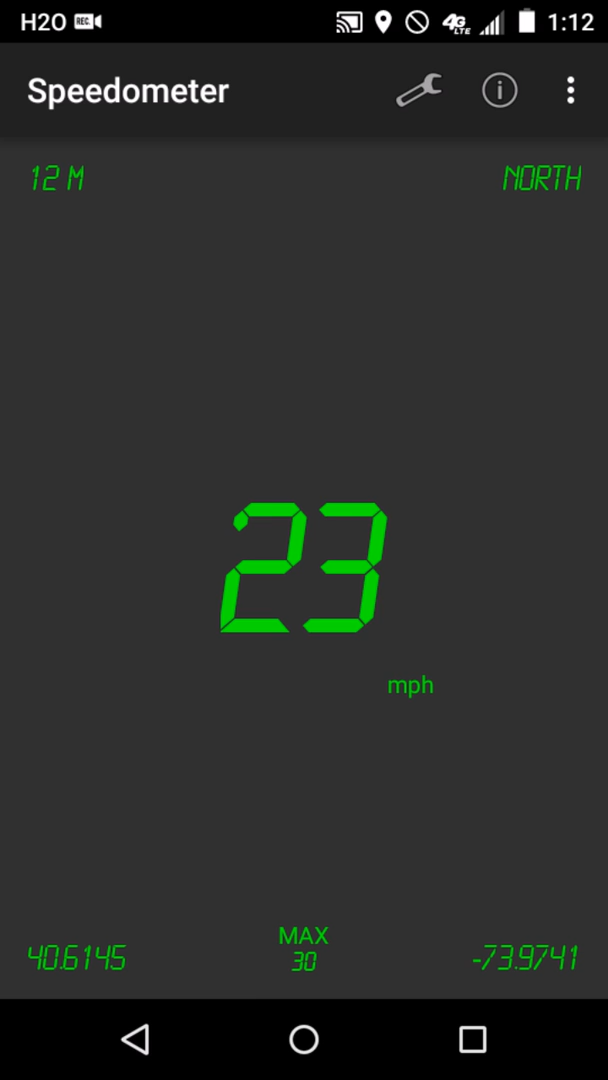 H2O REC 4G LTE 1:12
Speedometer
12 M NORTH
23
mph
MAX
40.6145 30 -73.9741